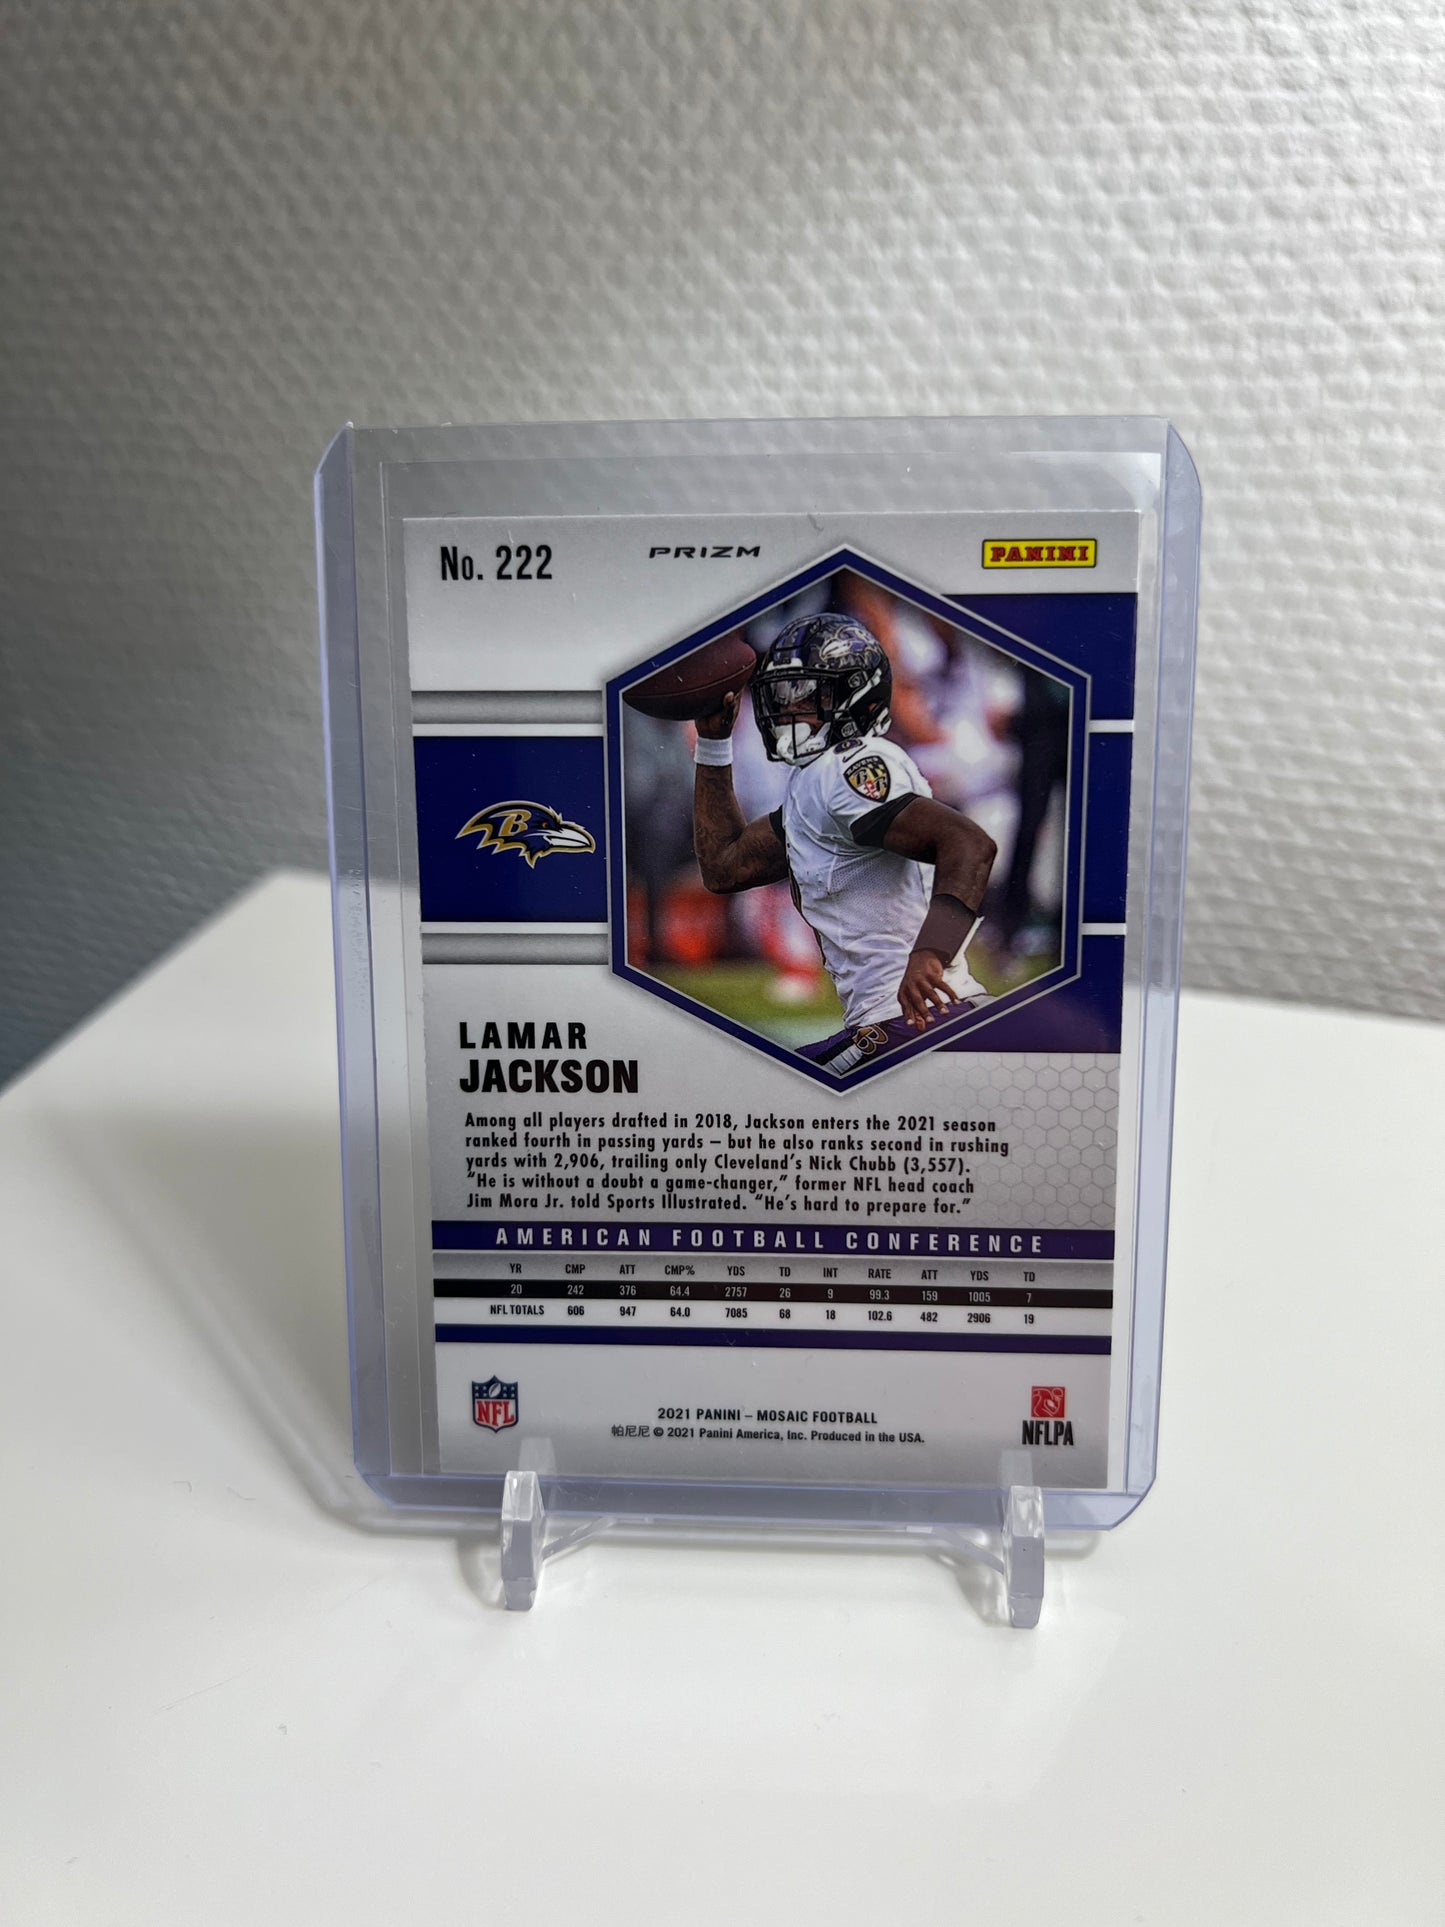 No. 222
PRIZM
PANINI
B
LAMAR
JACKSON
Among all players drafted in 2018, Jackson enters the 2021 season
ranked fourth in passing yards – but he also ranks second in rushing
yards with 2,906, trailing only Cleveland's Nick Chubb (3,557).
"He is without a doubt a game-changer," former NFL head coach
Jim Mora Jr. told Sports Illustrated. "He's hard to prepare for."
AMERICAN FOOTBALL CONFERENCE
YR CMP ATT CMP% YDS TD INT RATE ATT YDS TD
20 242 376 64.4 2757 26 9 99.3 159 1005 7
NFL TOTALS 606 947 64.0 7085 68 18 102.6 482 2906 19
NFL
2021 PANINI – MOSAIC FOOTBALL
帕尼尼 © 2021 Panini America, Inc. Produced in the USA.
NFLPA